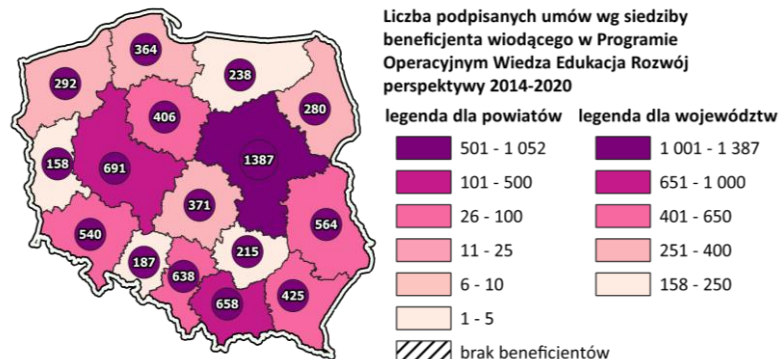 Liczba podpisanych umów wg siedziby
beneficjenta wiodącego w Programie
Operacyjnym Wiedza Edukacja Rozwój
perspektywy 2014-2020
legenda dla powiatów
501 - 1 052
101 - 500
26 - 100
11 - 25
6 - 10
1 - 5
brak beneficjentów
legenda dla województw
1 001 - 1 387
651 - 1 000
401 - 650
251 - 400
158 - 250
364
292
238
406
280
158
691
1387
371
564
540
187
215
638
658
425